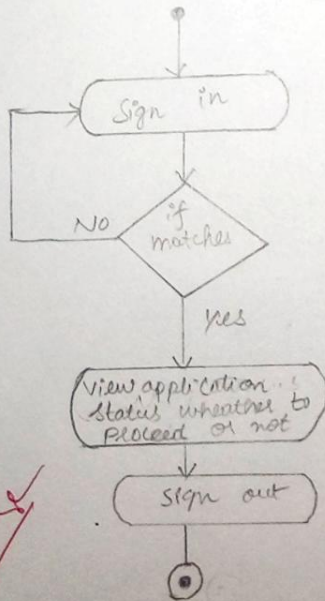 Sign in
if
matches
No
yes
view application
status wheather to
proceed or not
sign out